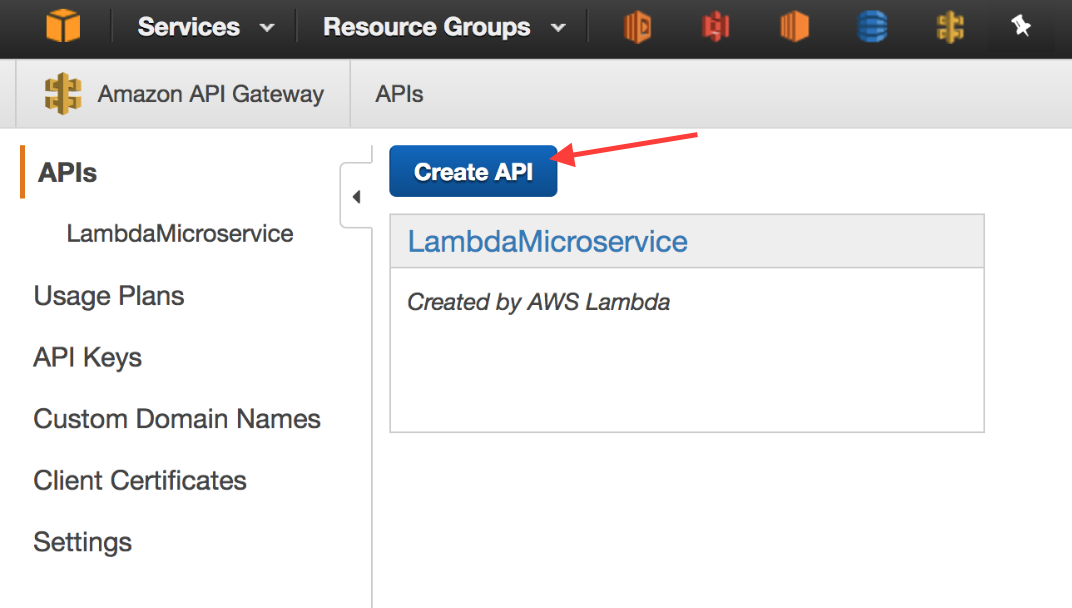 Services Resource Groups
Amazon API Gateway APIs
APIs
LambdaMicroservice
Usage Plans
API Keys
Custom Domain Names
Client Certificates
Settings
Create API
LambdaMicroservice
Created by AWS Lambda